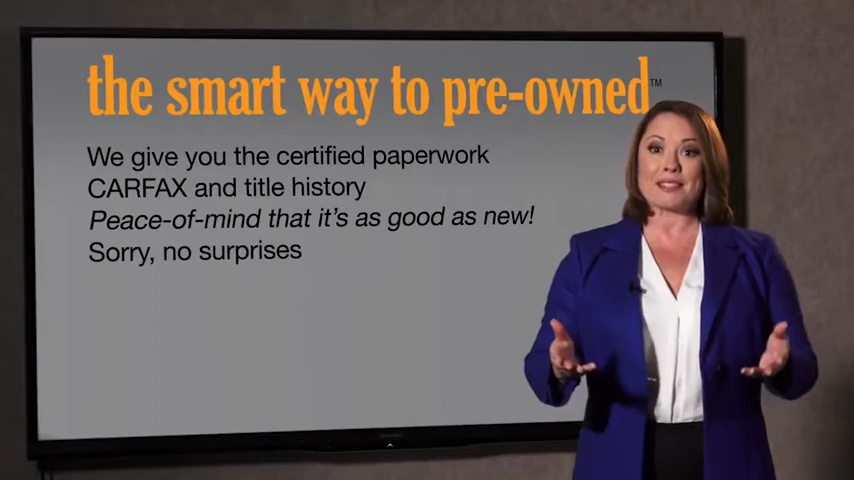 the smart way to pre-owned™
We give you the certified paperwork
CARFAX and title history
Peace-of-mind that it's as good as new!
Sorry, no surprises